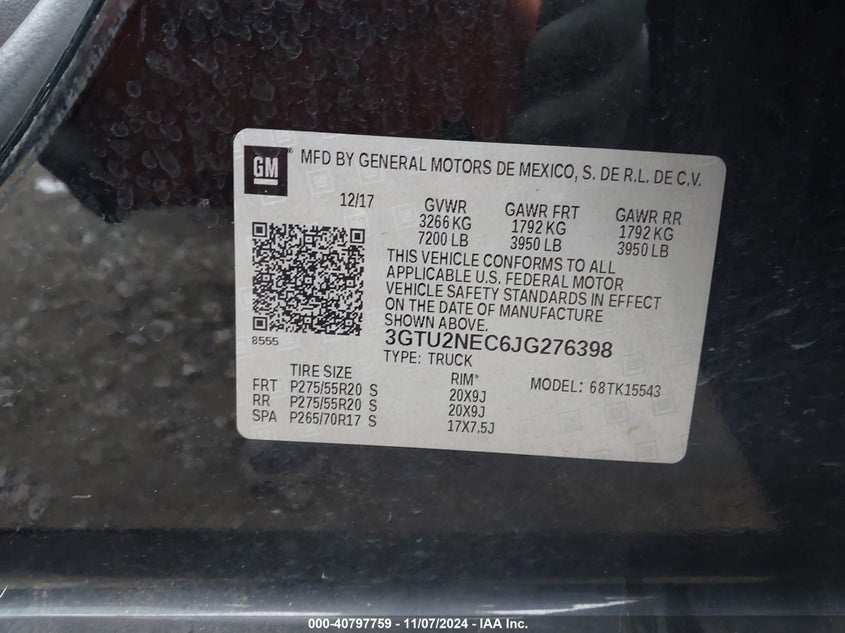 GM
MFD BY GENERAL MOTORS DE MEXICO, S. DE R.L. DE C.V.
12/17 GVWR GAWR FRT GAWR RR
3266 KG 1792 KG 1792 KG
7200 LB 3950 LB 3950 LB
THIS VEHICLE CONFORMS TO ALL
APPLICABLE U.S. FEDERAL MOTOR
VEHICLE SAFETY STANDARDS IN EFFECT
ON THE DATE OF MANUFACTURE
SHOWN ABOVE.
8555
3GTU2NEC6JG276398
TYPE: TRUCK
TIRE SIZE RIM* MODEL: 68TK15543
FRT P275/55R20 S 20X9J
RR P275/55R20 S 20X9J
SPA P265/70R17 S 17X7.5J
000-40797759 - 11/07/2024 - IAA Inc.